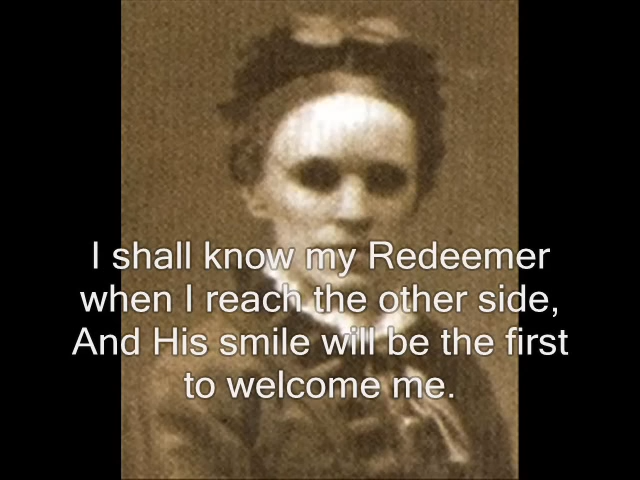 I shall know my Redeemer
when I reach the other side,
And His smile will be the first
to welcome me.